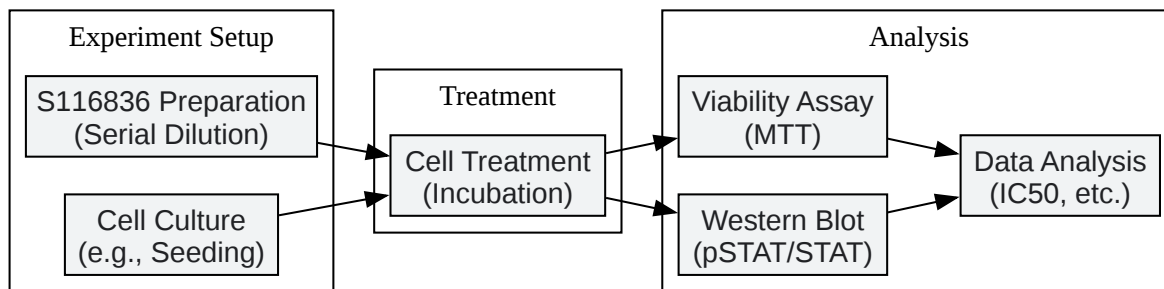 Experiment Setup
S116836 Preparation
(Serial Dilution)
Cell Culture
(e.g., Seeding)
Treatment
Cell Treatment
(Incubation)
Analysis
Viability Assay
(MTT)
Western Blot
(pSTAT/STAT)
Data Analysis
(IC50, etc.)